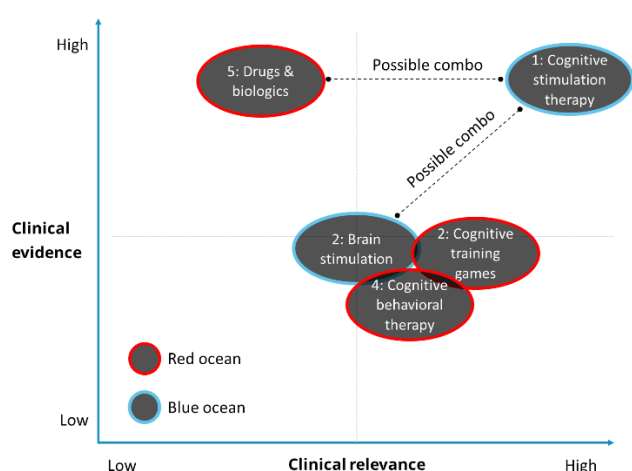 High
5: Drugs &
biologics
Possible combo
1: Cognitive
stimulation
therapy
Possible combo
Clinical
evidence
2: Brain
stimulation
2: Cognitive
training
games
4: Cognitive
behavioral
therapy
Red ocean
Blue ocean
Low
Low
Clinical relevance
High